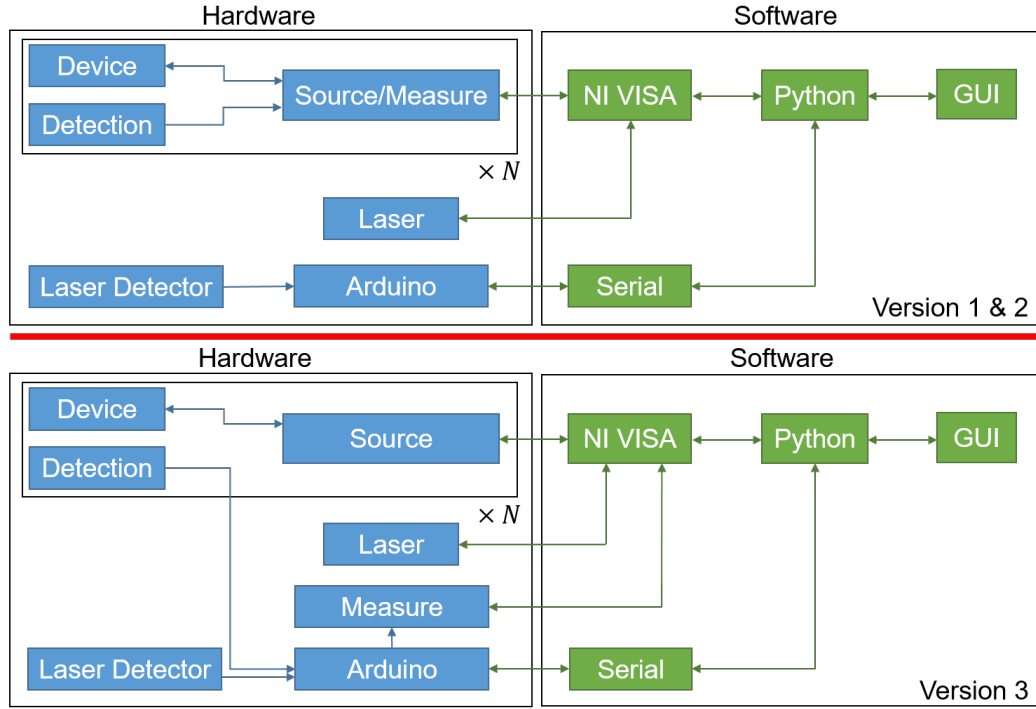 Hardware
Software
Device
Detection
Source/Measure
NI VISA
Python
GUI
× N
Laser
Laser Detector
Arduino
Serial
Version 1 & 2
Hardware
Software
Device
Detection
Source
NI VISA
Python
GUI
× N
Laser
Measure
Laser Detector
Arduino
Serial
Version 3